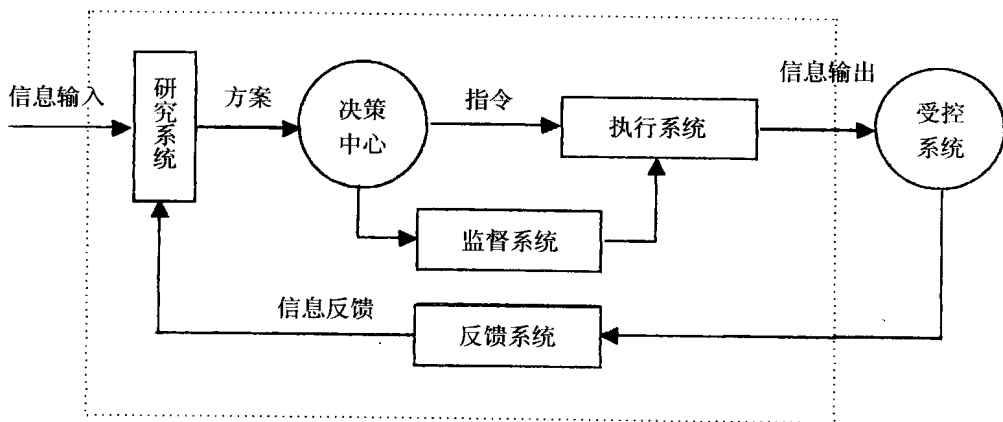 信息输入
研究系统
方案
决策
中心
指令
执行系统
信息输出
受控
系统
监督系统
信息反馈
反馈系统